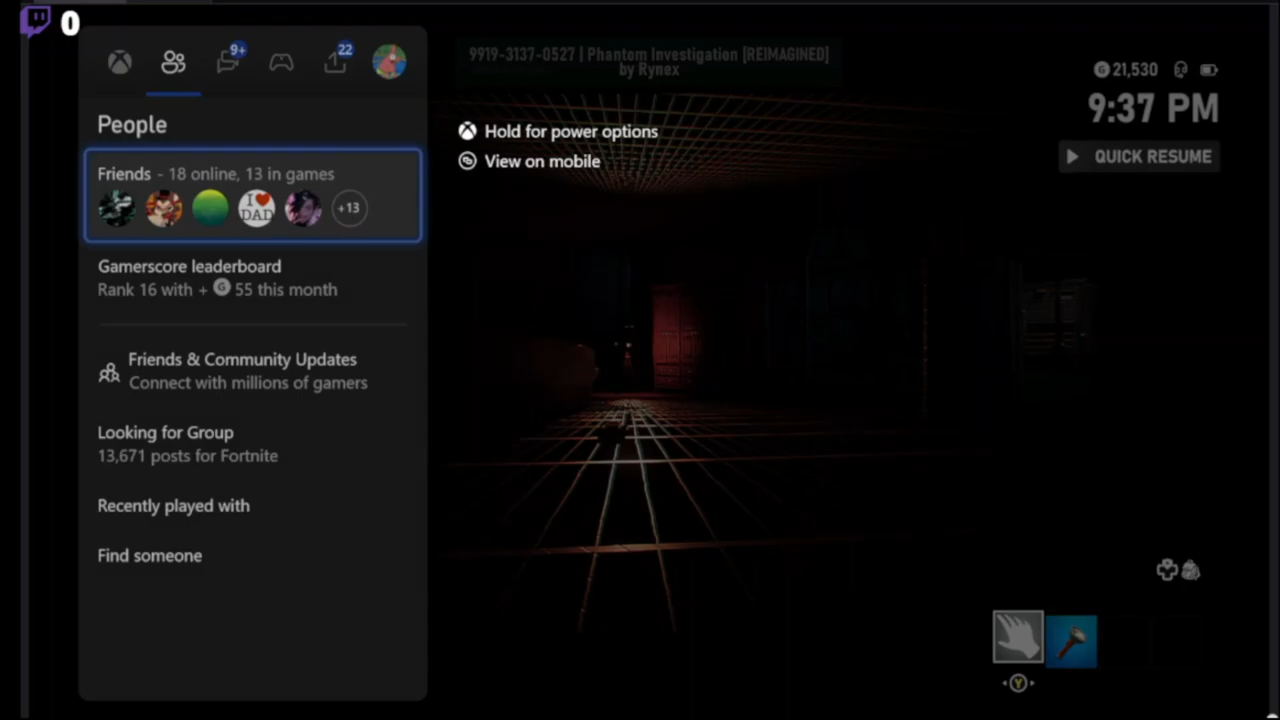 0
9+
22
People
Friends - 18 online, 13 in games
I ❤ DAD
+13
Gamerscore leaderboard
Rank 16 with + G 55 this month
Friends & Community Updates
Connect with millions of gamers
Looking for Group
13,671 posts for Fortnite
Recently played with
Find someone
9919-3137-0527 | Phantom Investigation [REIMAGINED]
by Rynex
Hold for power options
View on mobile
G 21,530
9:37 PM
QUICK RESUME
Y